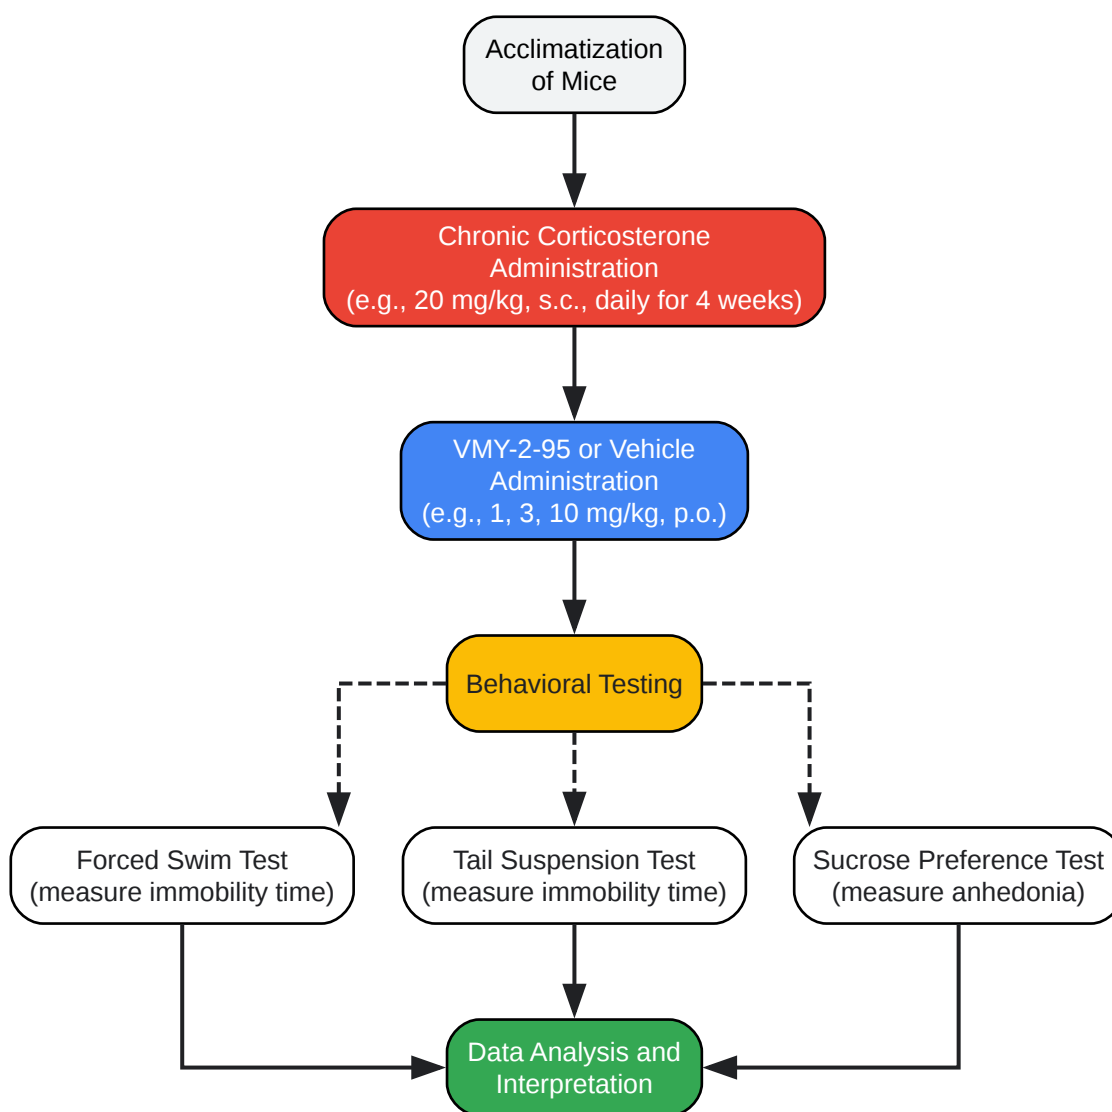 Acclimatization
of Mice
Chronic Corticosterone
Administration
(e.g., 20 mg/kg, s.c., daily for 4 weeks)
VMY-2-95 or Vehicle
Administration
(e.g., 1, 3, 10 mg/kg, p.o.)
Behavioral Testing
Forced Swim Test
(measure immobility time)
Tail Suspension Test
(measure immobility time)
Sucrose Preference Test
(measure anhedonia)
Data Analysis and
Interpretation